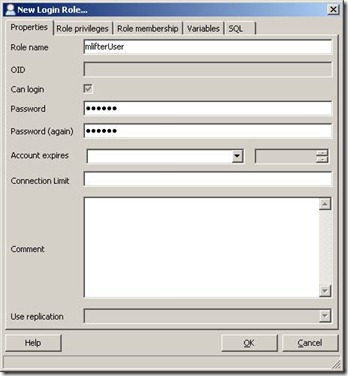 New Login Role...
Properties Role privileges Role membership Variables SQL
Role name mlifterUser
OID
Can login
Password ••••••
Password (again) ••••••
Account expires
Connection Limit
Comment
Use replication
Help OK Cancel